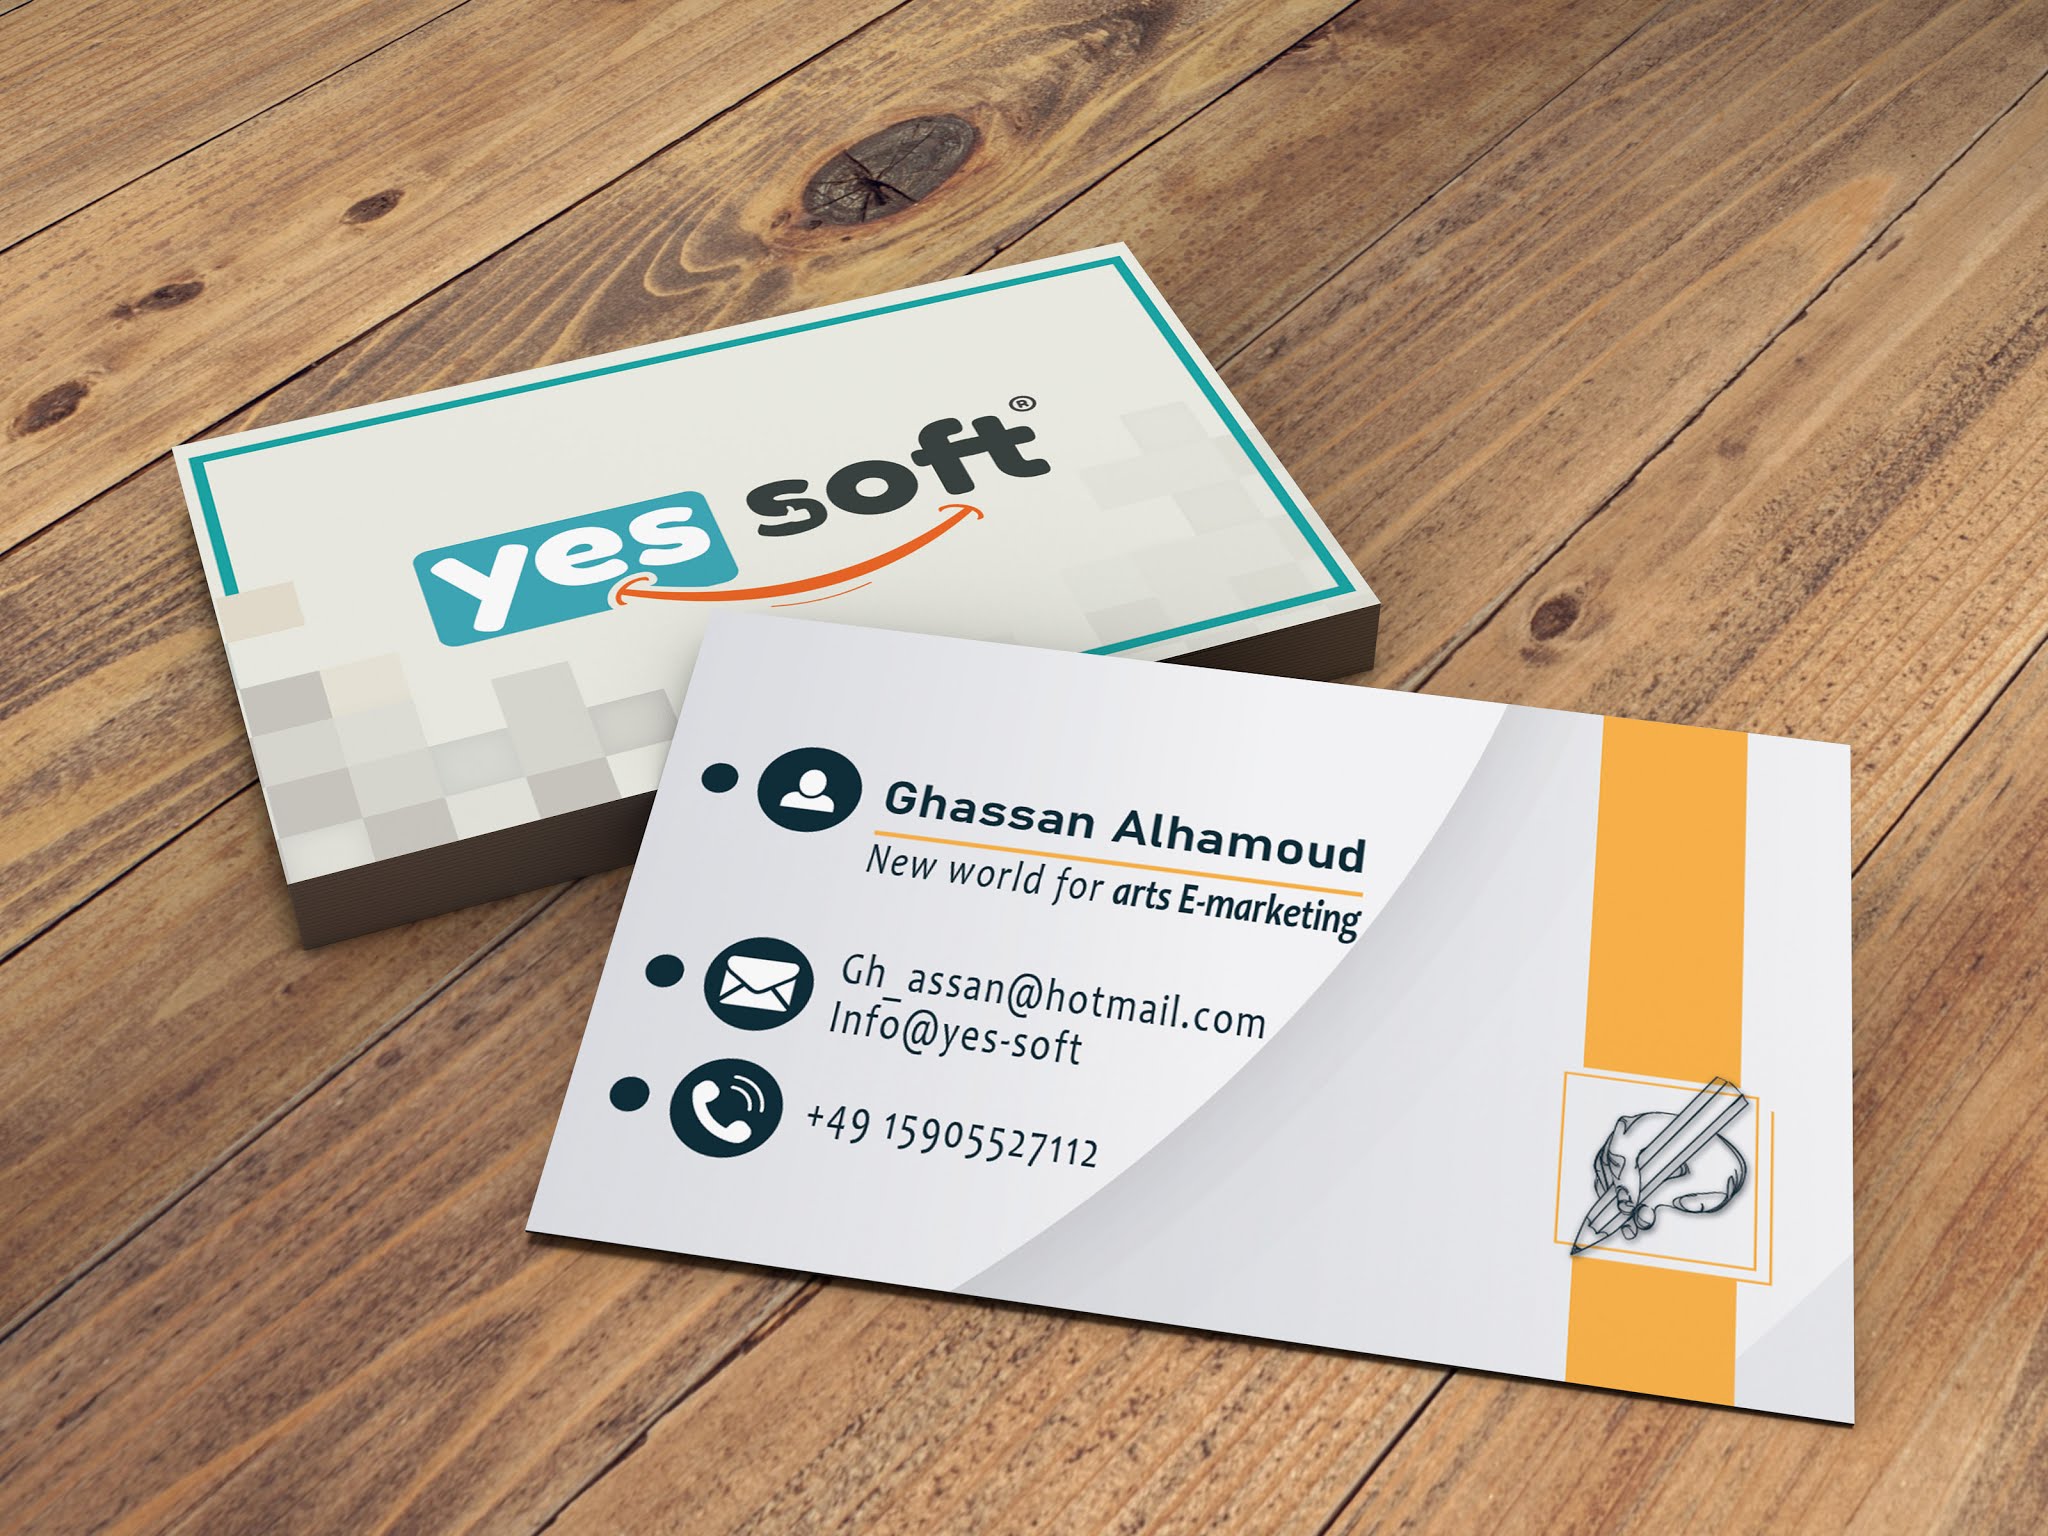 yes soft®
Ghassan Alhamoud
New world for arts E-marketing
Gh_assan@hotmail.com
Info@yes-soft
+49 15905527112